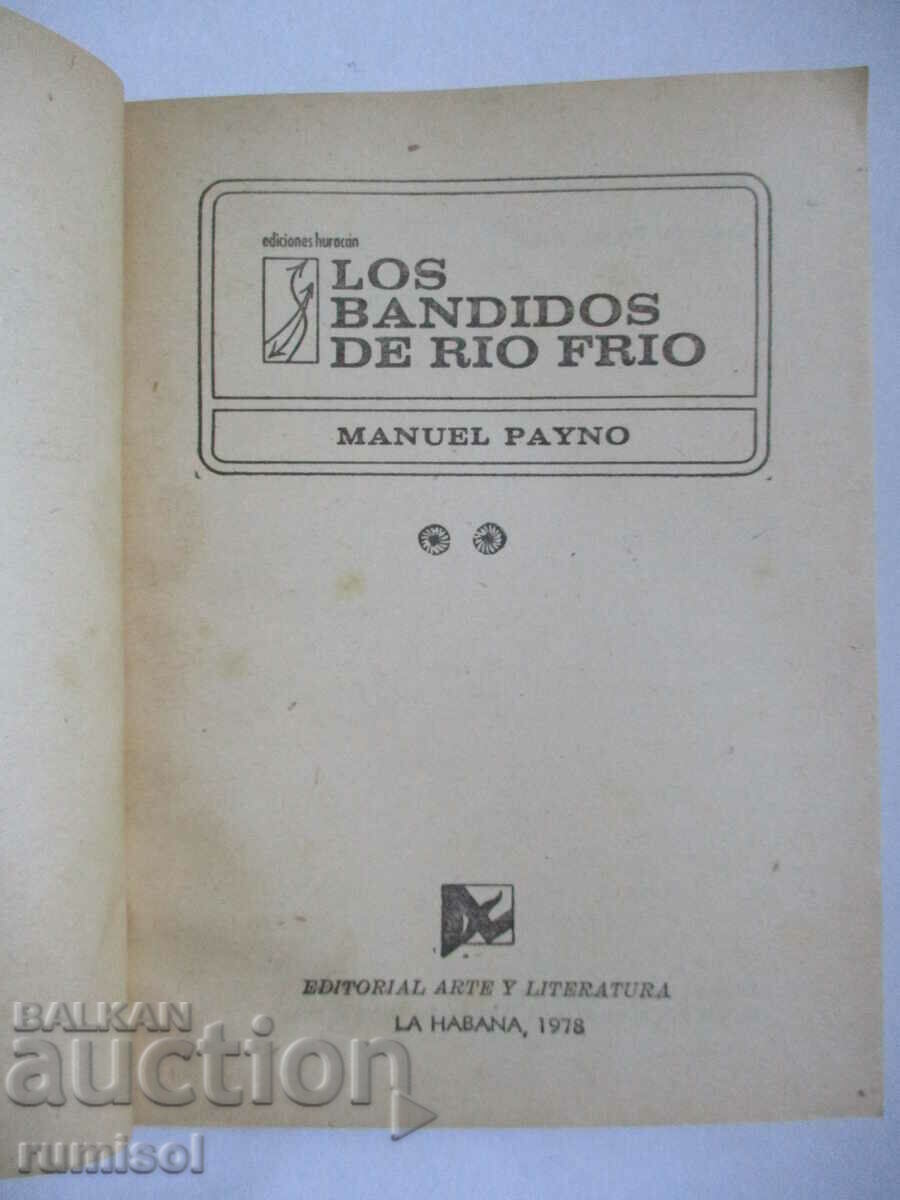 ediciones huracán
LOS
BANDIDOS
DE RIO FRIO
MANUEL PAYNO
EDITORIAL ARTE Y LITERATURA
LA HABANA, 1978
BALKAN
auction
rumisol